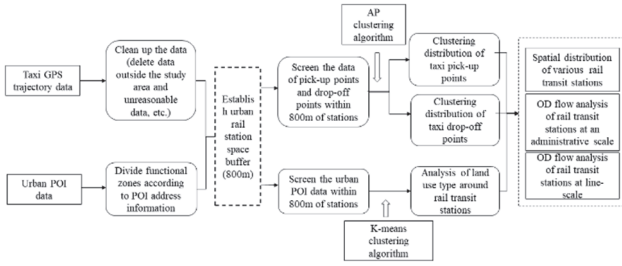 AP
clustering
algorithm
Taxi GPS
trajectory data
Clean up the data
(delete data
outside the study
area and
unreasonable
data, etc.)
Establis
h urban
rail
station
space
buffer
(800m)
Screen the data
of pick-up points
and drop-off
points within
800m of stations
Clustering
distribution of
taxi pick-up
points
Clustering
distribution of
taxi drop-off
points
Spatial distribution
of various rail
transit stations
OD flow analysis
of rail transit
stations at an
administrative scale
OD flow analysis
of rail transit
stations at line-
scale
Urban POI
data
Divide functional
zones according
to POI address
information
Screen the urban
POI data within
800m of stations
Analysis of land
use type around
rail transit
stations
K-means
clustering
algorithm